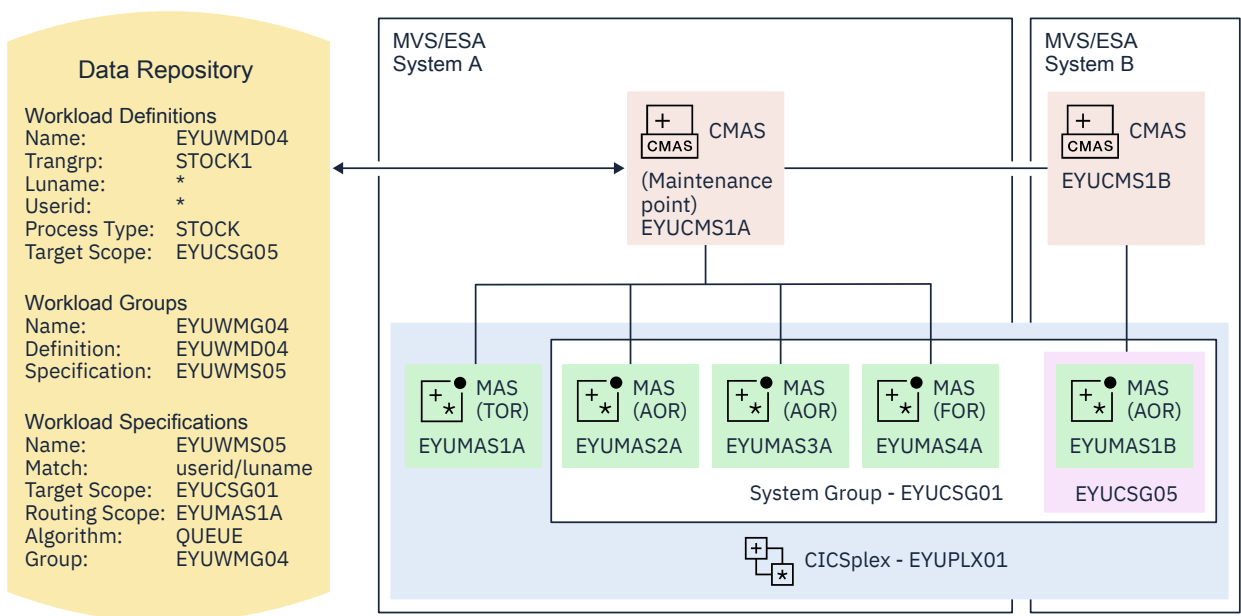 Data Repository
Workload Definitions
Name: EYUWMD04
Trangrp: STOCK1
Luname: *
Userid: *
Process Type: STOCK
Target Scope: EYUCSG05
Workload Groups
Name: EYUWMG04
Definition: EYUWMD04
Specification: EYUWMS05
Workload Specifications
Name: EYUWMS05
Match: userid/luname
Target Scope: EYUCSG01
Routing Scope: EYUMAS1A
Algorithm: QUEUE
Group: EYUWMG04
MVS/ESA
System A
+
CMAS
CMAS
(Maintenance
point)
EYUCMS1A
MVS/ESA
System B
+
CMAS
CMAS
EYUCMS1B
+
*
MAS
(TOR)
EYUMAS1A
+
*
MAS
(AOR)
EYUMAS2A
+
*
MAS
(AOR)
EYUMAS3A
+
*
MAS
(FOR)
EYUMAS4A
+
*
MAS
(AOR)
EYUMAS1B
System Group - EYUCSG01
EYUCSG05
+
*
CICSplex - EYUPLX01